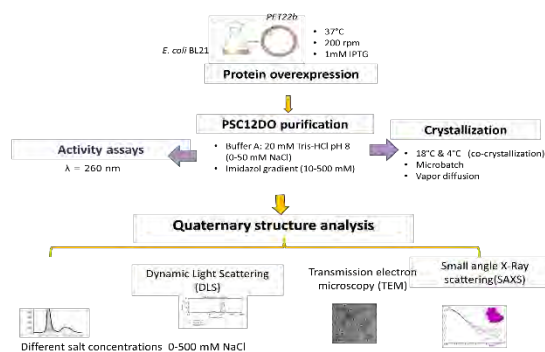 PET22b
E. coli BL21
• 37°C
• 200 rpm
• 1mM IPTG
Protein overexpression
PSC12DO purification
• Buffer A: 20 mM Tris-HCl pH 8
(0-50 mM NaCl)
• Imidazol gradient (10-500 mM)
Activity assays
λ = 260 nm
Crystallization
• 18°C & 4°C (co-crystallization)
• Microbatch
• Vapor diffusion
Quaternary structure analysis
Dynamic Light Scattering
(DLS)
Transmission electron
microscopy (TEM)
Small angle X-Ray
scattering(SAXS)
Different salt concentrations 0-500 mM NaCl